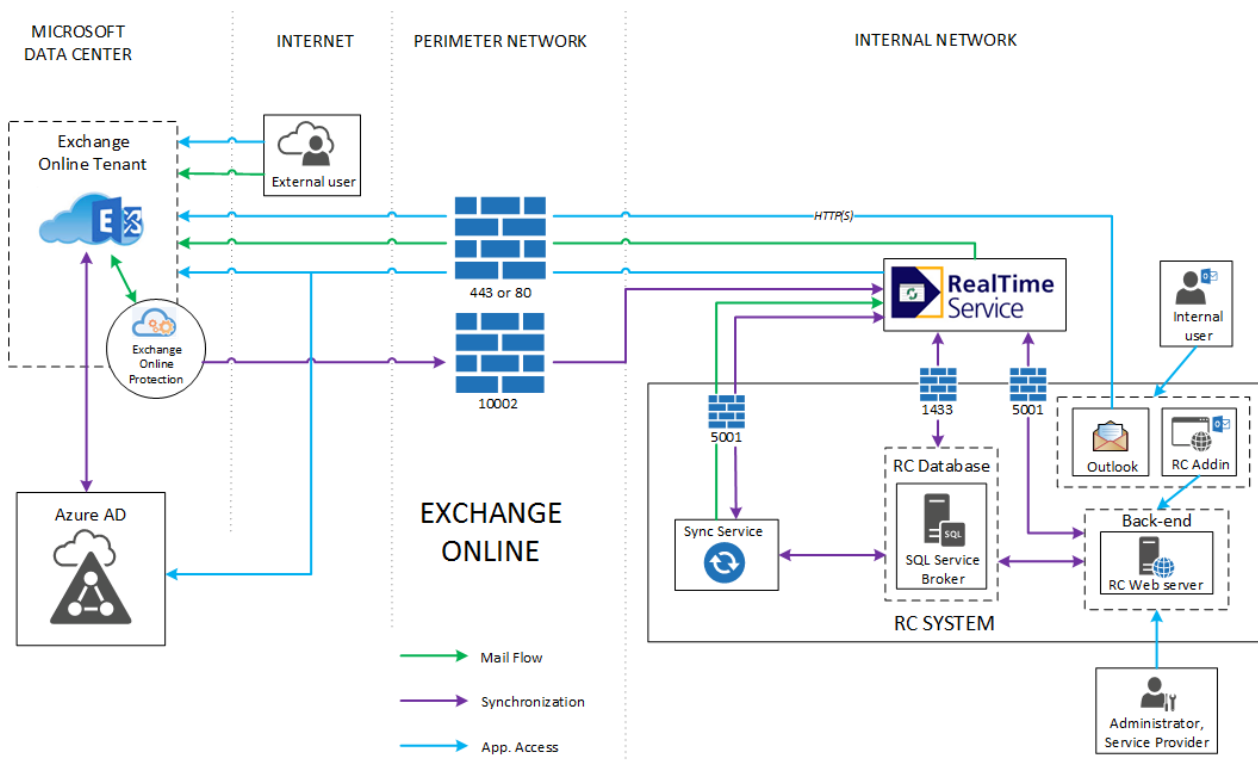 MICROSOFT
DATA CENTER
INTERNET
PERIMETER NETWORK
INTERNAL NETWORK
Exchange
Online Tenant
E
External user
HTTP(S)
443 or 80
RealTime
Service
Internal
user
Exchange
Online
Protection
10002
5001
1433
5001
Outlook
RC Addin
RC Database
Azure AD
EXCHANGE
ONLINE
Sync Service
SQL
SQL Service
Broker
Back-end
RC Web server
RC SYSTEM
Mail Flow
Synchronization
App. Access
Administrator,
Service Provider